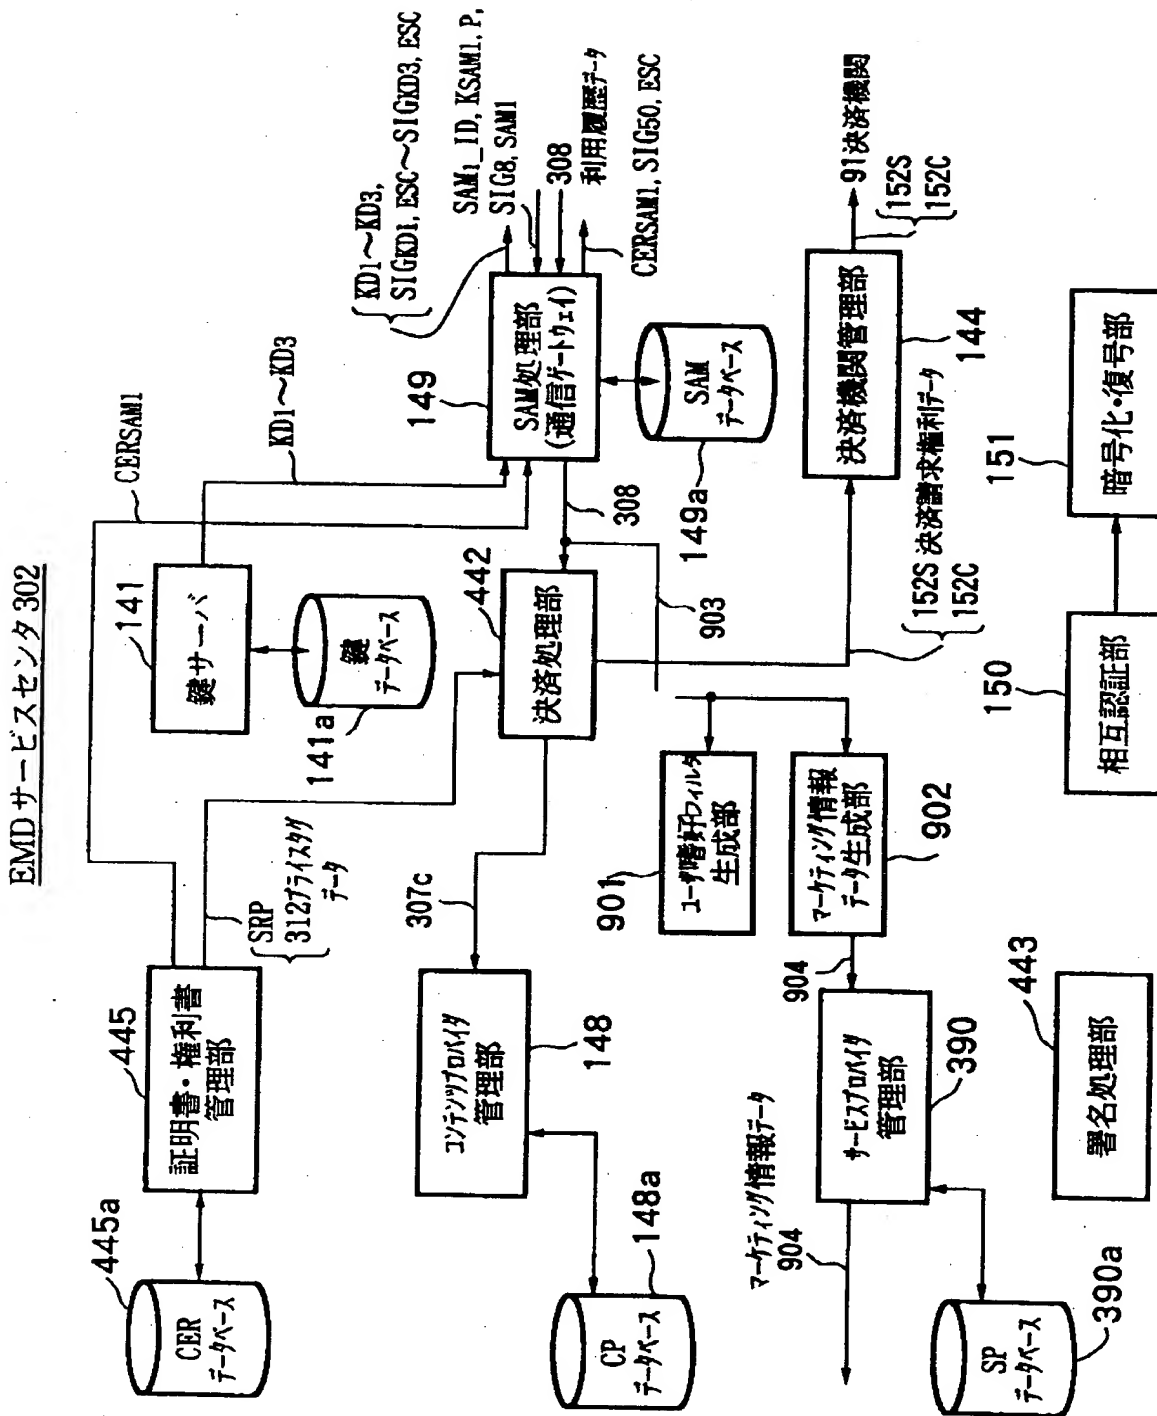 EMDサービスセンタ302
445a
CER
データベース
445
証明書・権利書
管理部
SRP
312プライスタグ
データ
CERSAM1
141
鍵サーバ
141a
鍵
データベース
KD1～KD3
KD1～KD3,
SIGKD1, ESC～SIGKD3, ESC
SAM1_ID, KSAM1, P,
SIG8, SAM1
308
利用履歴データ
CERSAM1, SIG50, ESC
149
SAM処理部
(通信ゲートウェイ)
149a
SAM
データベース
308
442
決済処理部
903
307c
コンテンツプロバイダ
管理部
148
CP
データベース
148a
決済機関管理部
144
91決済機関
152S
152C
152S決済請求権利データ
152C
901
ユーザ嗜好フィルタ
生成部
マーケティング情報
データ生成部
902
904
サービスプロバイダ
管理部
390
マーケティング情報データ
904
SP
データベース
390a
443
署名処理部
150
相互認証部
151
暗号化・復号部